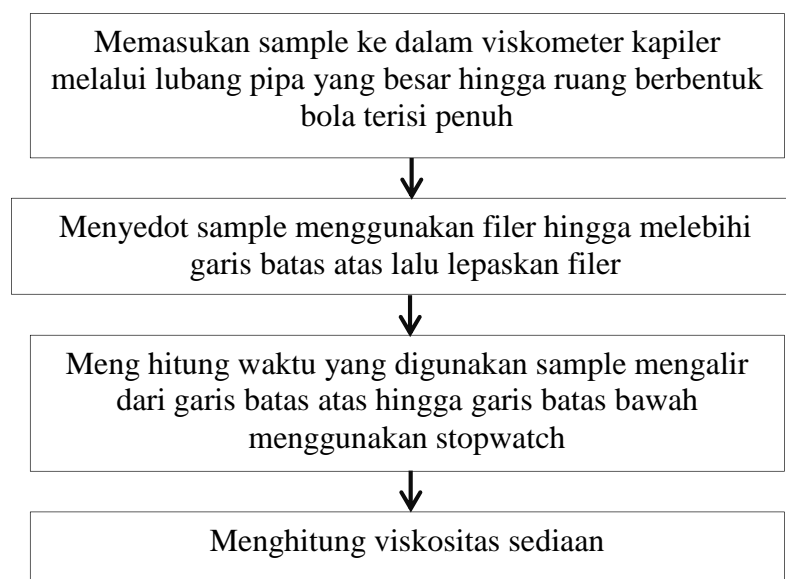 Memasukan sample ke dalam viskometer kapiler
melalui lubang pipa yang besar hingga ruang berbentuk
bola terisi penuh
Menyedot sample menggunakan filer hingga melebihi
garis batas atas lalu lepaskan filer
Meng hitung waktu yang digunakan sample mengalir
dari garis batas atas hingga garis batas bawah
menggunakan stopwatch
Menghitung viskositas sediaan